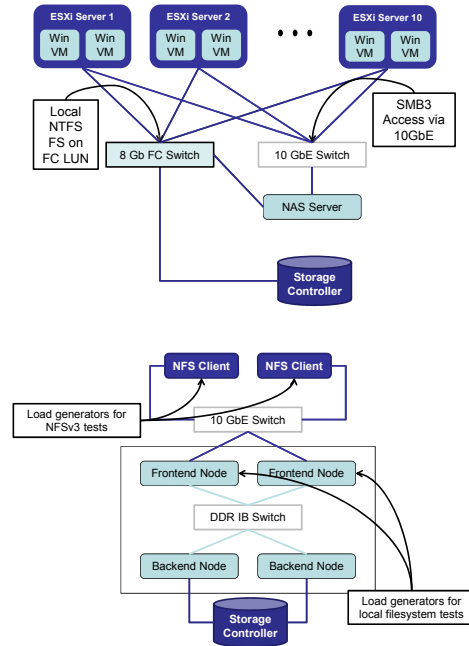 ESXi Server 1
ESXi Server 2
ESXi Server 10
Win
VM
Win
VM
Win
VM
Win
VM
Win
VM
Win
VM
Local
NTFS
FS on
FC LUN
SMB3
Access via
10GbE
8 Gb FC Switch
10 GbE Switch
NAS Server
Storage
Controller
NFS Client
NFS Client
Load generators for
NFSv3 tests
10 GbE Switch
Frontend Node
Frontend Node
DDR IB Switch
Backend Node
Backend Node
Load generators for
local filesystem tests
Storage
Controller